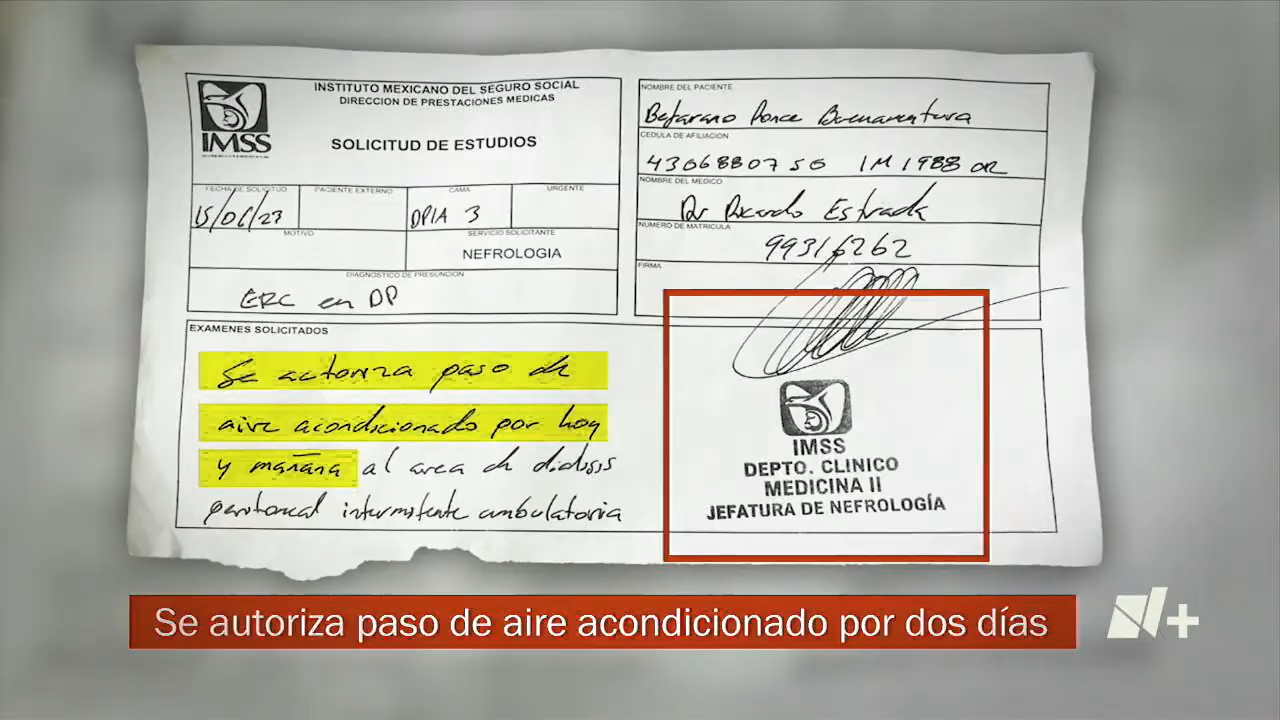 INSTITUTO MEXICANO DEL SEGURO SOCIAL
DIRECCION DE PRESTACIONES MEDICAS
IMSS
SOLICITUD DE ESTUDIOS
FECHA DE SOLICITUD
PACIENTE EXTERNO
CAMA
URGENTE
15/06/23
DPIA 3
MOTIVO
SERVICIO SOLICITANTE
NEFROLOGIA
DIAGNOSTICO DE PRESUNCION
ERC en DP
NOMBRE DEL PACIENTE
Ponce Buenaventura
CEDULA DE AFILIACION
4306880750 1M1988 OR
NOMBRE DEL MEDICO
Dr Ricardo Estrada
NUMERO DE MATRICULA
99316262
FIRMA
EXAMENES SOLICITADOS
Se autoriza paso de
aire acondicionado por hoy
y mañana al area de dialisis
peritoneal intermitente ambulatoria
IMSS
DEPTO. CLINICO
MEDICINA II
JEFATURA DE NEFROLOGÍA
Se autoriza paso de aire acondicionado por dos días
N+